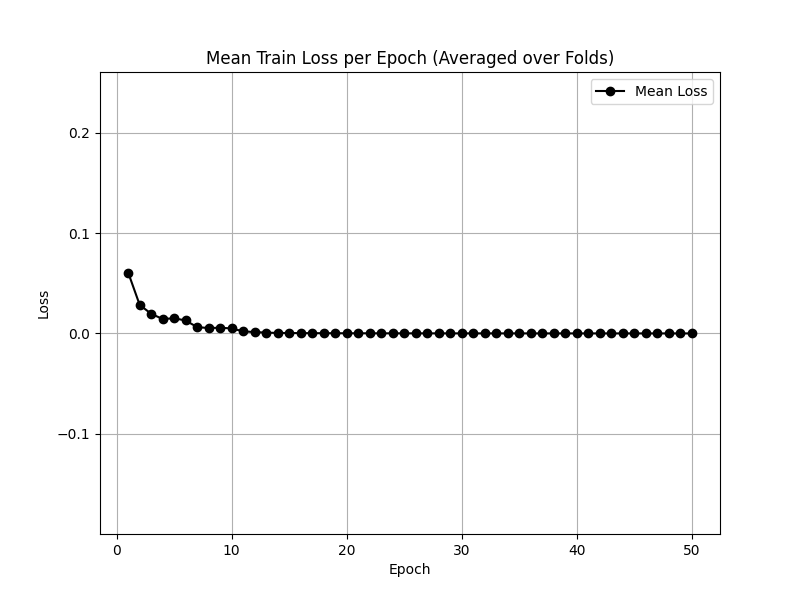 Mean Train Loss per Epoch (Averaged over Folds)
Mean Loss
0.2
0.1
0.0
−0.1
Loss
0 10 20 30 40 50
Epoch